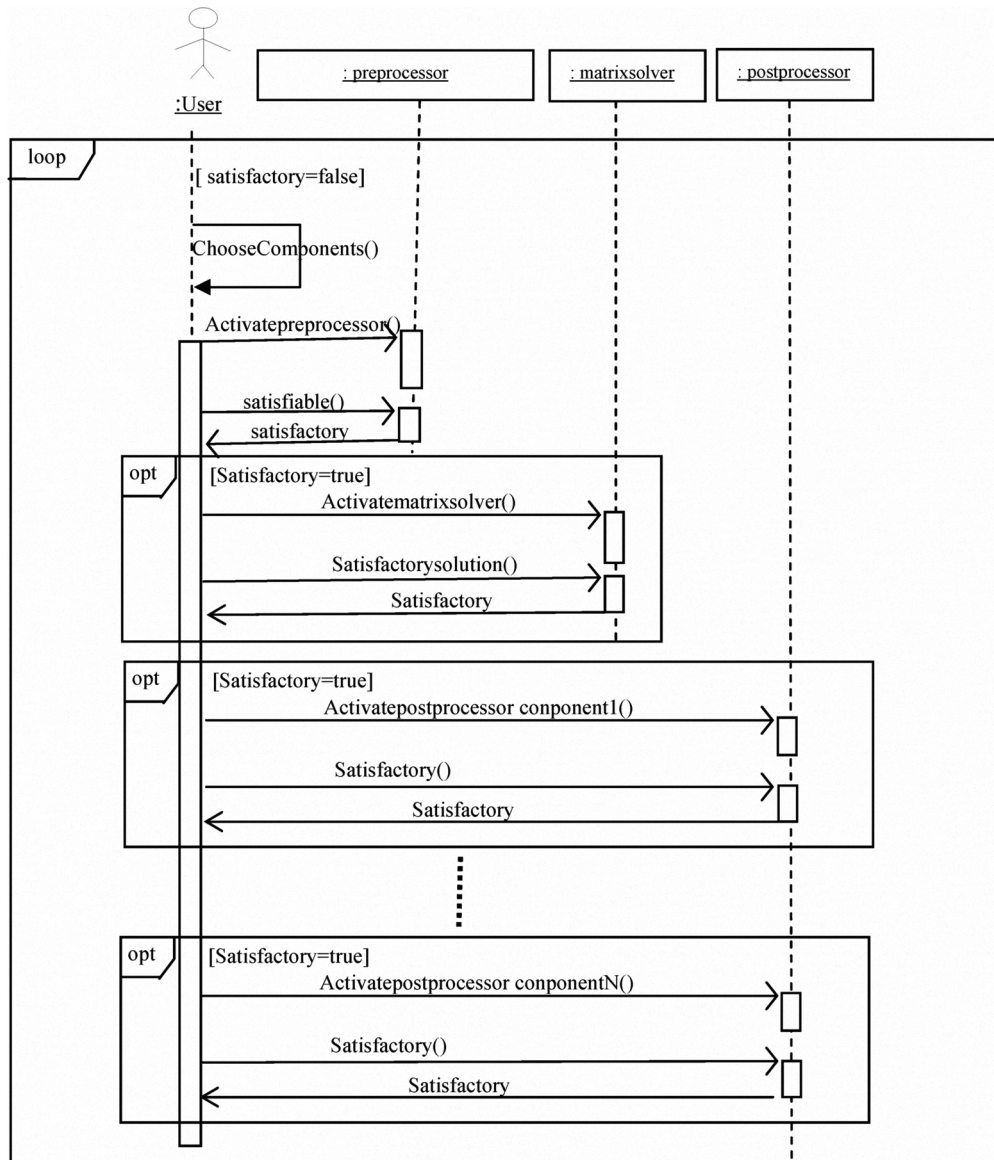 :User
: preprocessor
: matrixsolver
: postprocessor
loop
[ satisfactory=false]
ChooseComponents()
Activatepreprocessor()
satisfiable()
satisfactory
opt
[Satisfactory=true]
Activatematrixsolver()
Satisfactorysolution()
Satisfactory
opt
[Satisfactory=true]
Activatepostprocessor conponent1()
Satisfactory()
Satisfactory
opt
[Satisfactory=true]
Activatepostprocessor conponentN()
Satisfactory()
Satisfactory